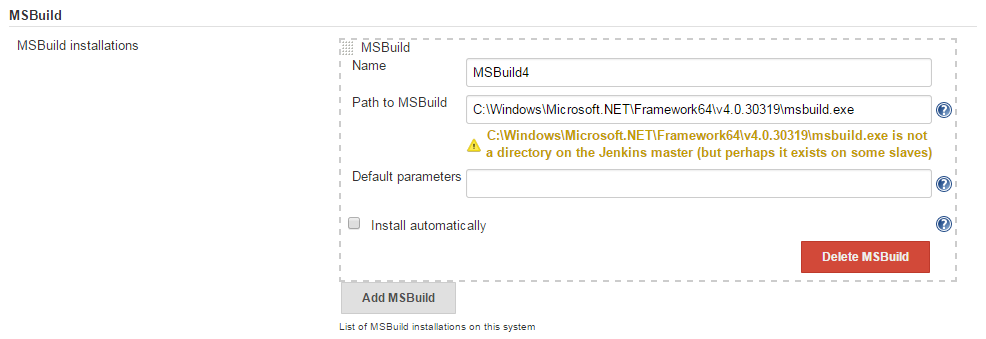 MSBuild
MSBuild installations
MSBuild
Name
MSBuild4
Path to MSBuild
C:\Windows\Microsoft.NET\Framework64\v4.0.30319\msbuild.exe
C:\Windows\Microsoft.NET\Framework64\v4.0.30319\msbuild.exe is not
a directory on the Jenkins master (but perhaps it exists on some slaves)
Default parameters
Install automatically
Delete MSBuild
Add MSBuild
List of MSBuild installations on this system